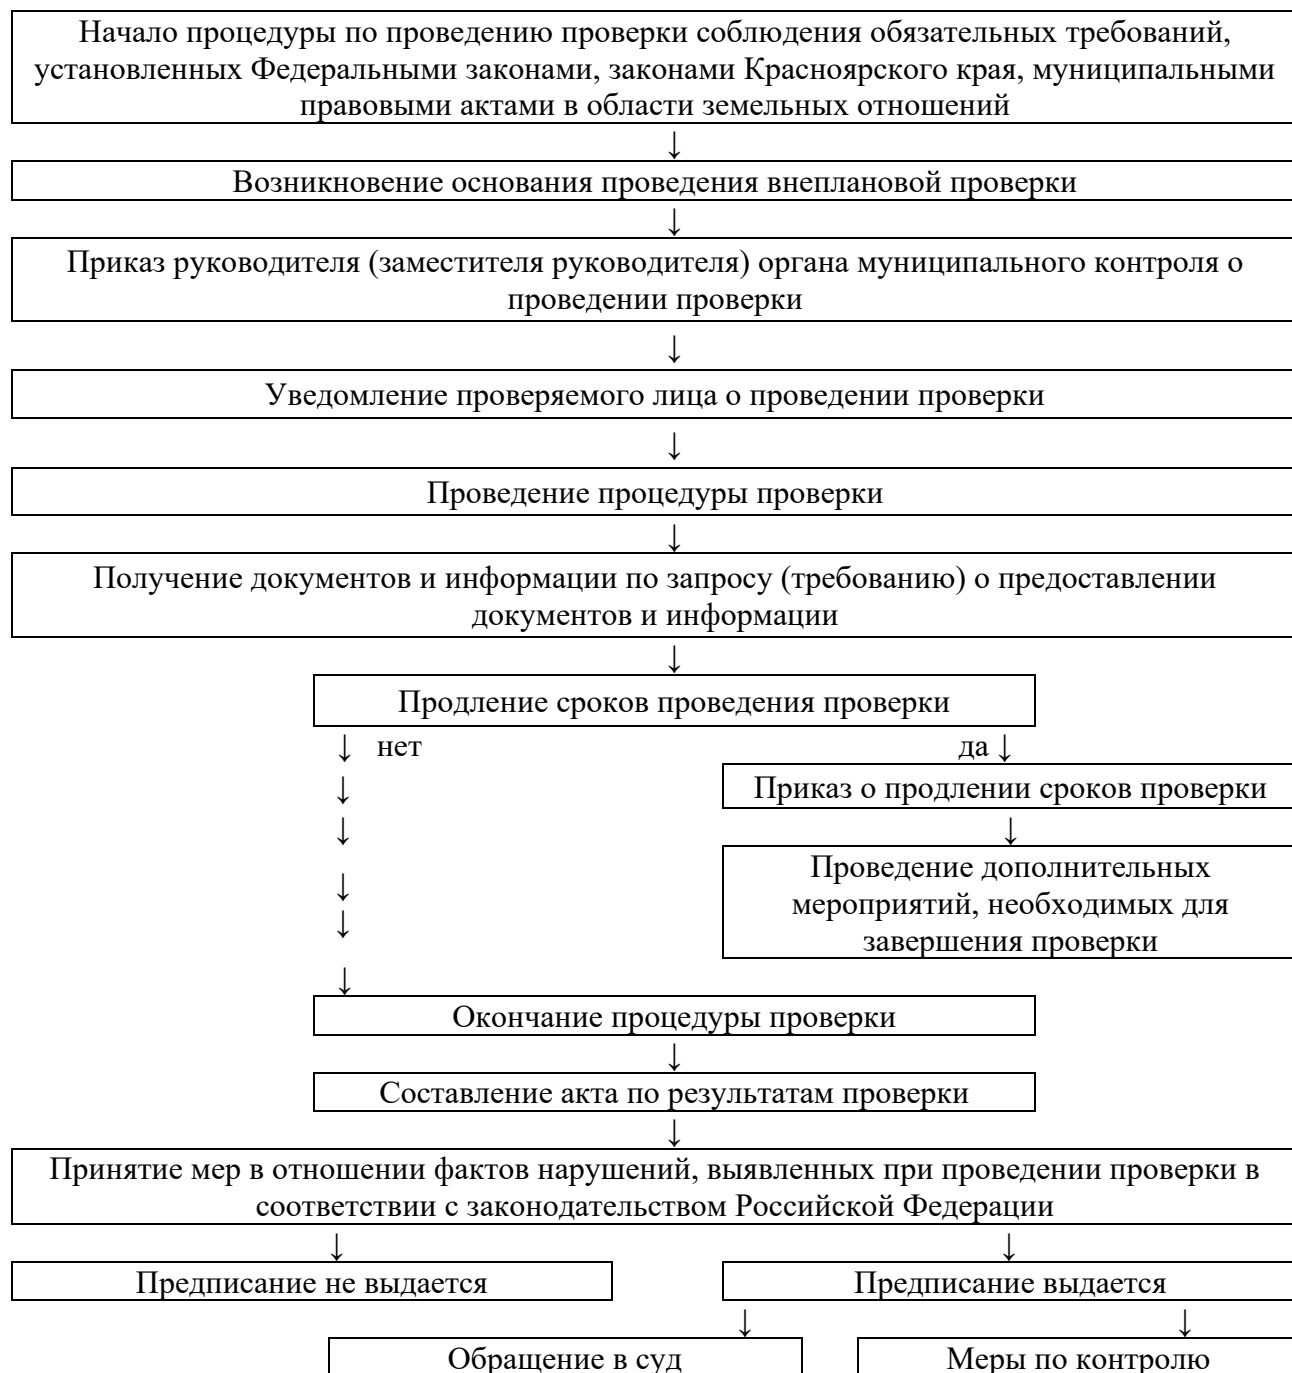 Начало процедуры по проведению проверки соблюдения обязательных требований,
установленных Федеральными законами, законами Красноярского края, муниципальными
правовыми актами в области земельных отношений
↓
Возникновение основания проведения внеплановой проверки
↓
Приказ руководителя (заместителя руководителя) органа муниципального контроля о
проведении проверки
↓
Уведомление проверяемого лица о проведении проверки
↓
Проведение процедуры проверки
↓
Получение документов и информации по запросу (требованию) о предоставлении
документов и информации
↓
Продление сроков проведения проверки
↓ нет да ↓
↓ Приказ о продлении сроков проверки
↓ ↓
Проведение дополнительных
↓ мероприятий, необходимых для
↓ завершения проверки
↓
Окончание процедуры проверки
↓
Составление акта по результатам проверки
↓
Принятие мер в отношении фактов нарушений, выявленных при проведении проверки в
соответствии с законодательством Российской Федерации
↓ ↓
Предписание не выдается Предписание выдается
↓ ↓
Обращение в суд Меры по контролю